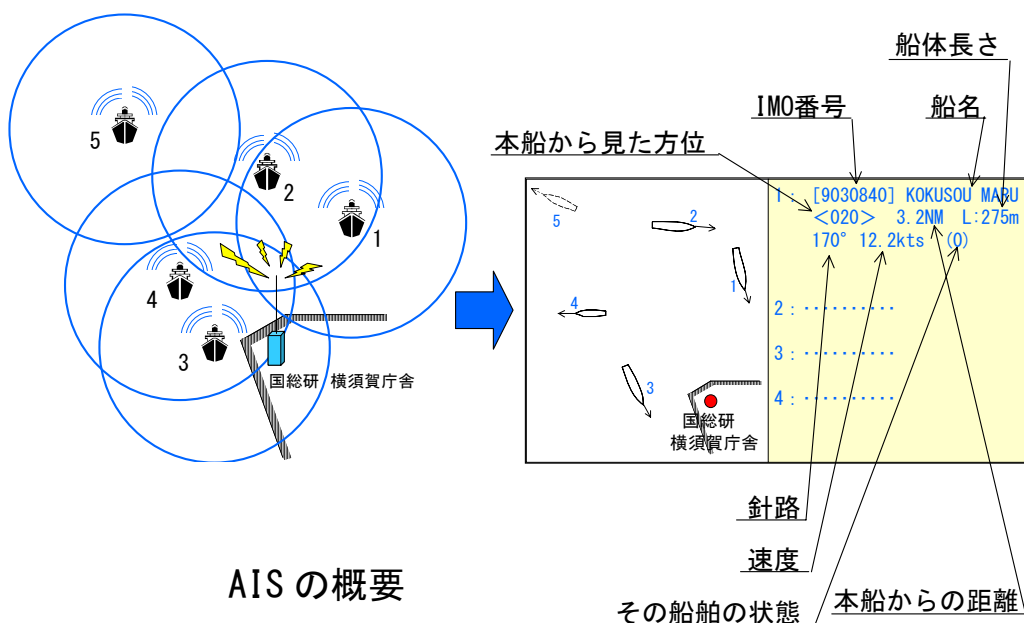 船体長さ
IMO番号
船名
本船から見た方位
5
2
1
4
3
国総研 横須賀庁舎
5
2
1
4
3
国総研
横須賀庁舎
1: [9030840] KOKUSOU MARU
<020> 3.2NM L:275m
170° 12.2kts (0)
2:··········
3:··········
4:··········
針路
速度
その船舶の状態
本船からの距離
AISの概要